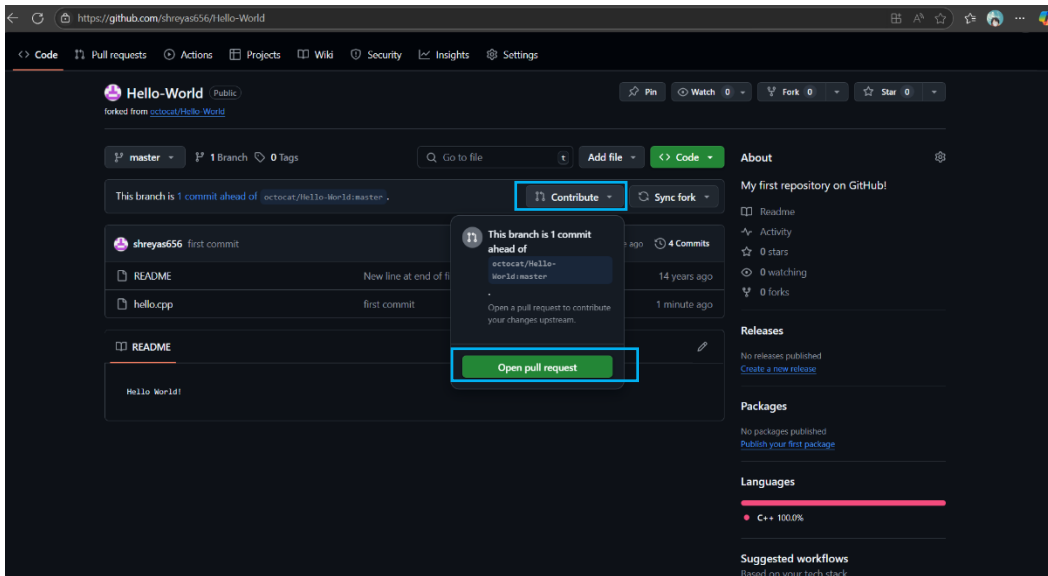 https://github.com/shreyas656/Hello-World
<> Code Pull requests Actions Projects Wiki Security Insights Settings
Hello-World Public
Pin Watch 0 Fork 0 Star 0
forked from octocat/Hello-World
master 1 Branch 0 Tags Go to file t Add file <> Code
This branch is 1 commit ahead of octocat/Hello-World:master . Contribute Sync fork
This branch is 1 commit
ahead of
octocat/Hello-
World:master
.
Open a pull request to contribute
your changes upstream.
Open pull request
shreyas656 first commit ago 4 Commits
README New line at end of fi 14 years ago
hello.cpp first commit 1 minute ago
README
Hello World!
About
My first repository on GitHub!
Readme
Activity
0 stars
0 watching
0 forks
Releases
No releases published
Create a new release
Packages
No packages published
Publish your first package
Languages
C++ 100.0%
Suggested workflows
Based on your tech stack